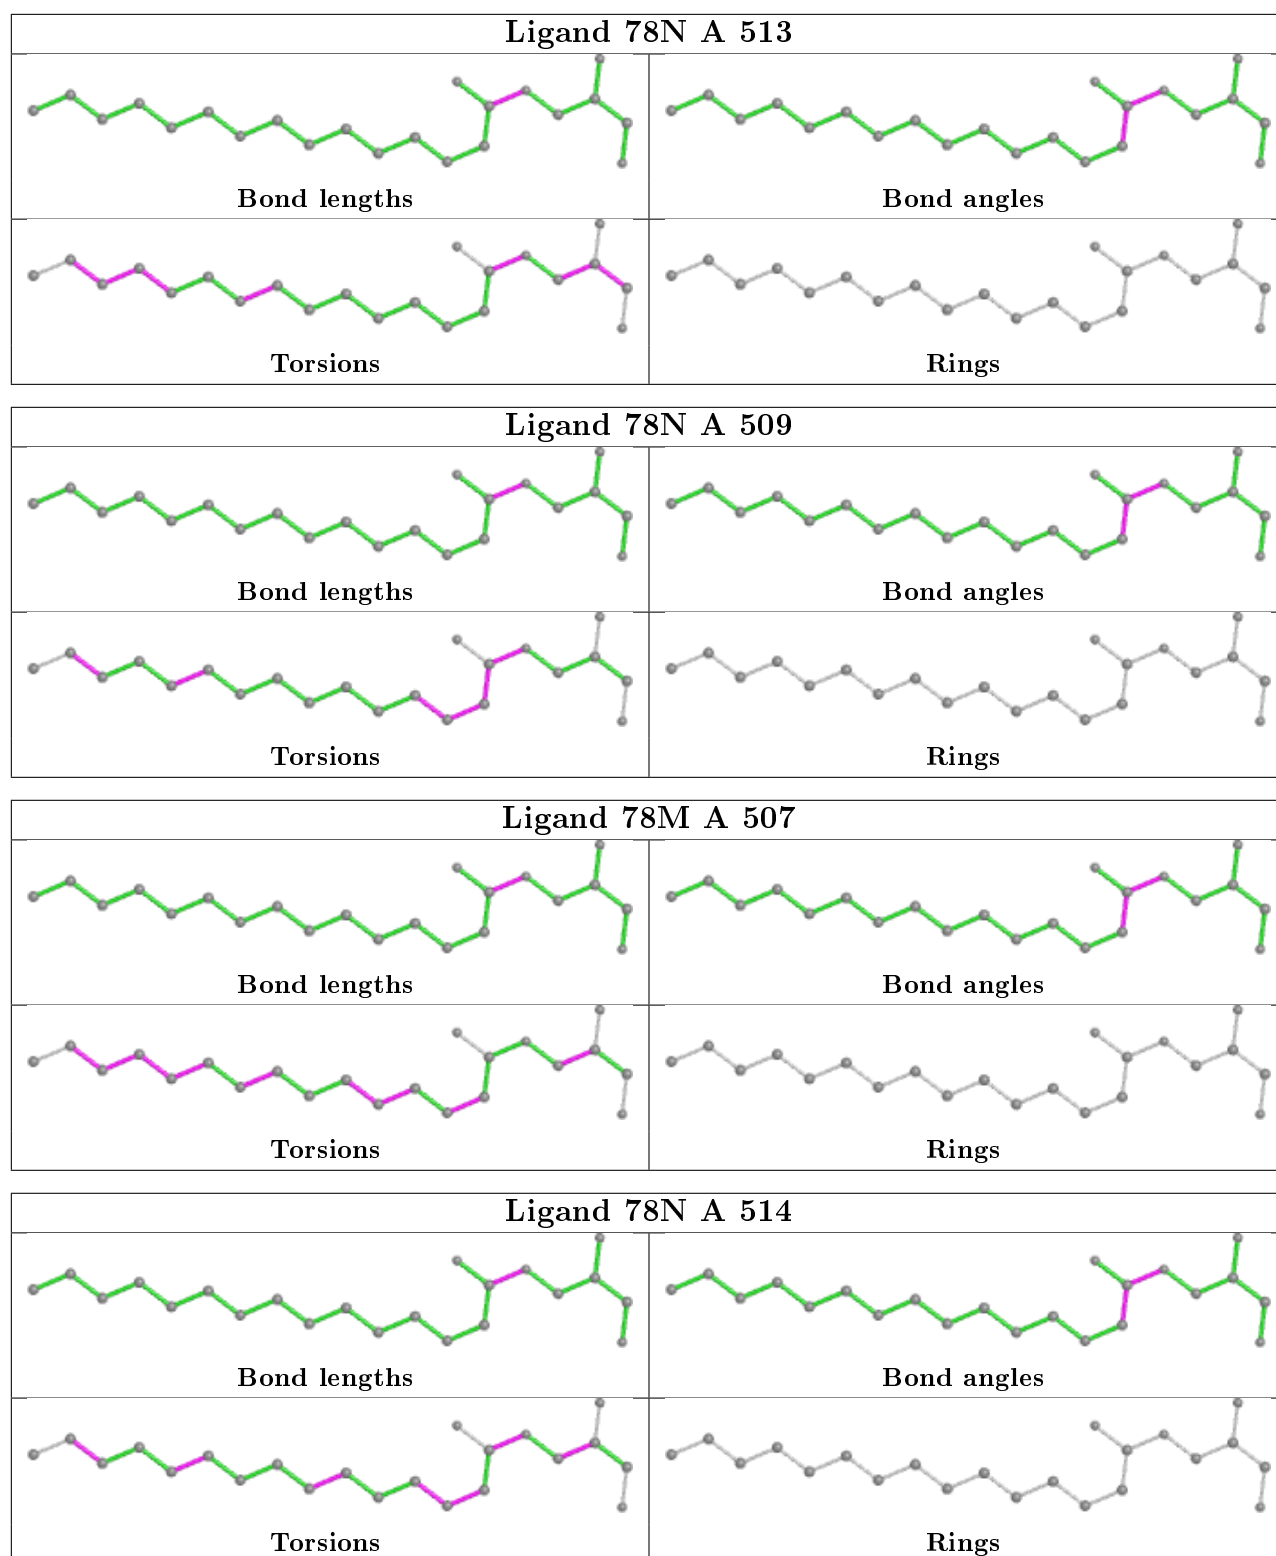 Ligand 78N A 513
Bond lengths
Bond angles
Torsions
Rings
Ligand 78N A 509
Bond lengths
Bond angles
Torsions
Rings
Ligand 78M A 507
Bond lengths
Bond angles
Torsions
Rings
Ligand 78N A 514
Bond lengths
Bond angles
Torsions
Rings